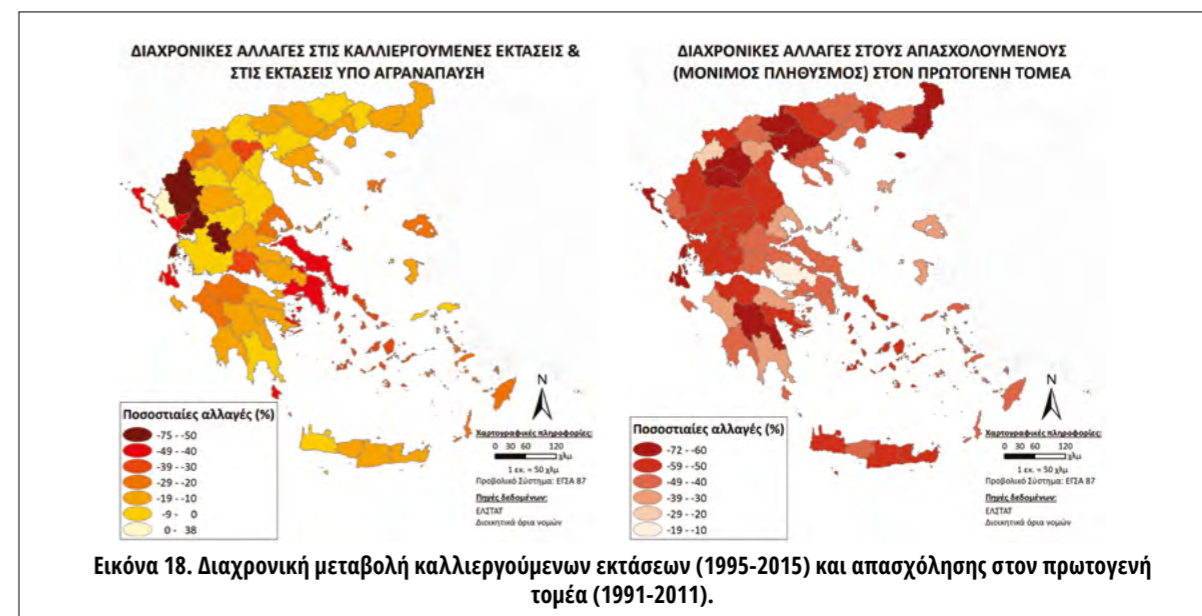 ΔΙΑΧΡΟΝΙΚΕΣ ΑΛΛΑΓΕΣ ΣΤΙΣ ΚΑΛΛΙΕΡΓΟΥΜΕΝΕΣ ΕΚΤΑΣΕΙΣ &
ΣΤΙΣ ΕΚΤΑΣΕΙΣ ΥΠΟ ΑΓΡΑΝΑΠΑΥΣΗ
N
Ποσοστιαίες αλλαγές (%)
-75 - -50
-49 - -40
-39 - -30
-29 - -20
-19 - -10
-9 - 0
0 - 38
Χαρτογραφικές πληροφορίες:
0 30 60 120
χλμ
1 εκ. = 50 χλμ
Προβολικό Σύστημα: ΕΓΣΑ 87
Πηγές δεδομένων:
ΕΛΣΤΑΤ
Διοικητικά όρια νομών
ΔΙΑΧΡΟΝΙΚΕΣ ΑΛΛΑΓΕΣ ΣΤΟΥΣ ΑΠΑΣΧΟΛΟΥΜΕΝΟΥΣ
(ΜΟΝΙΜΟΣ ΠΛΗΘΥΣΜΟΣ) ΣΤΟΝ ΠΡΩΤΟΓΕΝΗ ΤΟΜΕΑ
N
Ποσοστιαίες αλλαγές (%)
-72 - -60
-59 - -50
-49 - -40
-39 - -30
-29 - -20
-19 - -10
Χαρτογραφικές πληροφορίες:
0 30 60 120
χλμ
1 εκ. = 50 χλμ
Προβολικό Σύστημα: ΕΓΣΑ 87
Πηγές δεδομένων:
ΕΛΣΤΑΤ
Διοικητικά όρια νομών
Εικόνα 18. Διαχρονική μεταβολή καλλιεργούμενων εκτάσεων (1995-2015) και απασχόλησης στον πρωτογενή
τομέα (1991-2011).